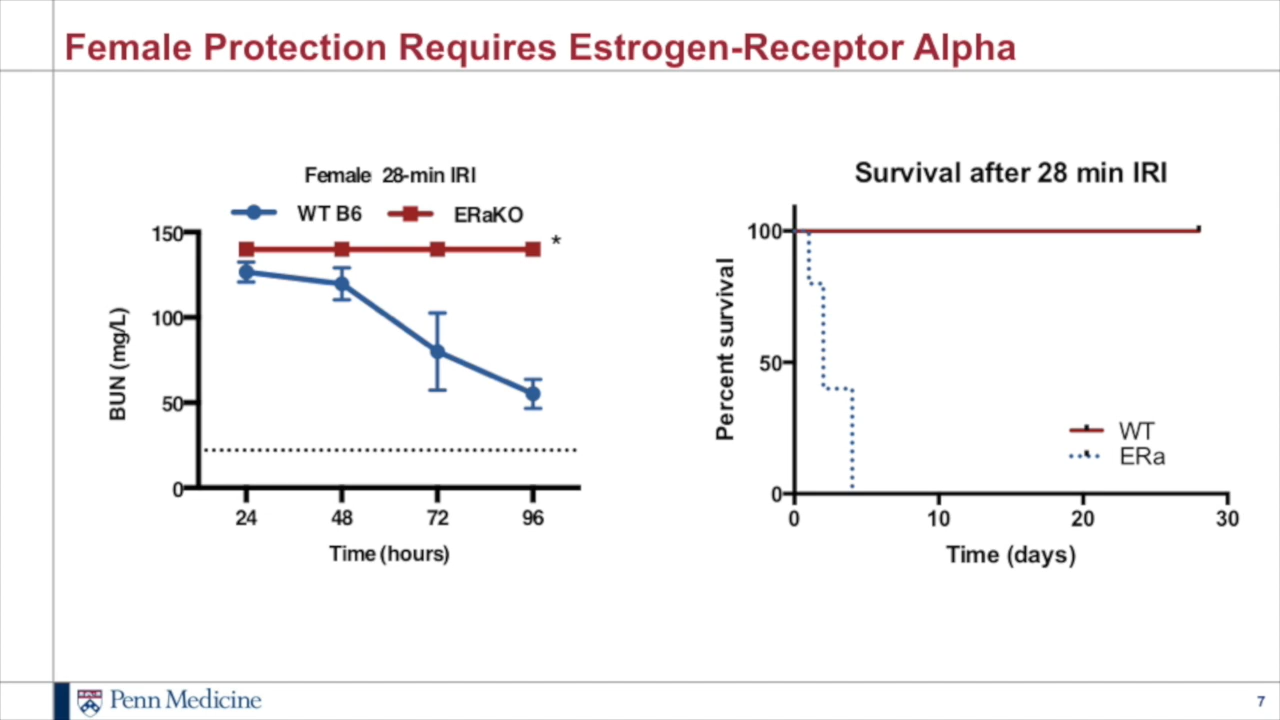 Female Protection Requires Estrogen-Receptor Alpha
Female 28-min IRI
WT B6
ERaKO
*
150
100
50
0
BUN (mg/L)
24 48 72 96
Time (hours)
Survival after 28 min IRI
100
50
0
Percent survival
WT
ERa
0 10 20 30
Time (days)
Penn Medicine
7